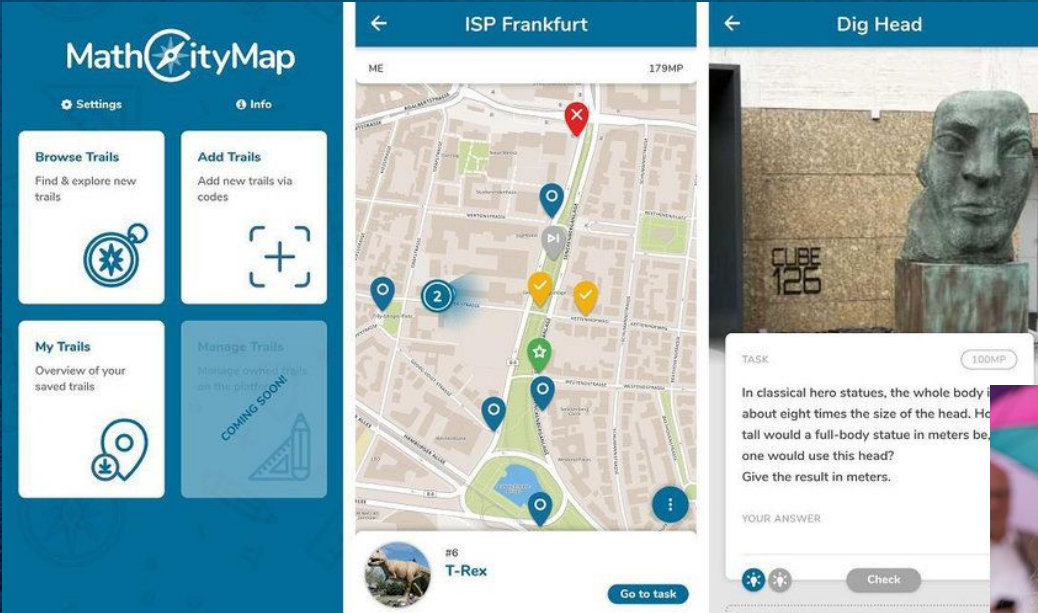 MathCityMap
Settings
Info
Browse Trails
Find & explore new
trails
Add Trails
Add new trails via
codes
My Trails
Overview of your
saved trails
Manage Trails
Manage owned trails
COMING SOON!
ISP Frankfurt
ME
179MP
2
#6
T-Rex
Go to task
Dig Head
CUBE
126
TASK
100MP
In classical hero statues, the whole body i
about eight times the size of the head. Ho
tall would a full-body statue in meters be,
one would use this head?
Give the result in meters.
YOUR ANSWER
Check